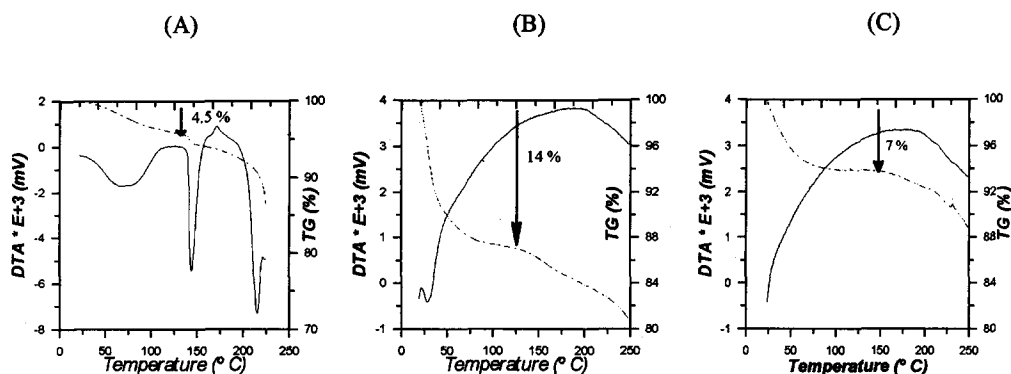 (A)
(B)
(C)
2
0
-2
-4
-6
-8
DTA * E+3 (mV)
100
90
80
70
TG (%)
4.5 %
0 50 100 150 200 250
Temperature (° C)
4
3
2
1
0
-1
DTA * E+3 (mV)
100
96
92
88
84
80
TG (%)
14 %
0 50 100 150 200 250
Temperature (° C)
4
3
2
1
0
-1
DTA * E+3 (mV)
100
96
92
88
84
80
TG (%)
7 %
0 50 100 150 200 250
Temperature (° C)